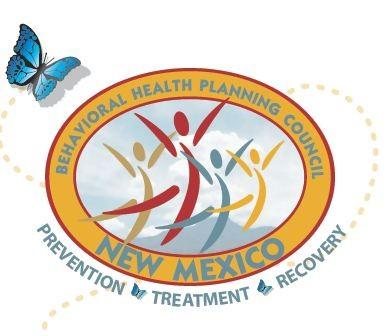 BEHAVIORAL HEALTH PLANNING COUNCIL
NEW MEXICO
PREVENTION TREATMENT RECOVERY